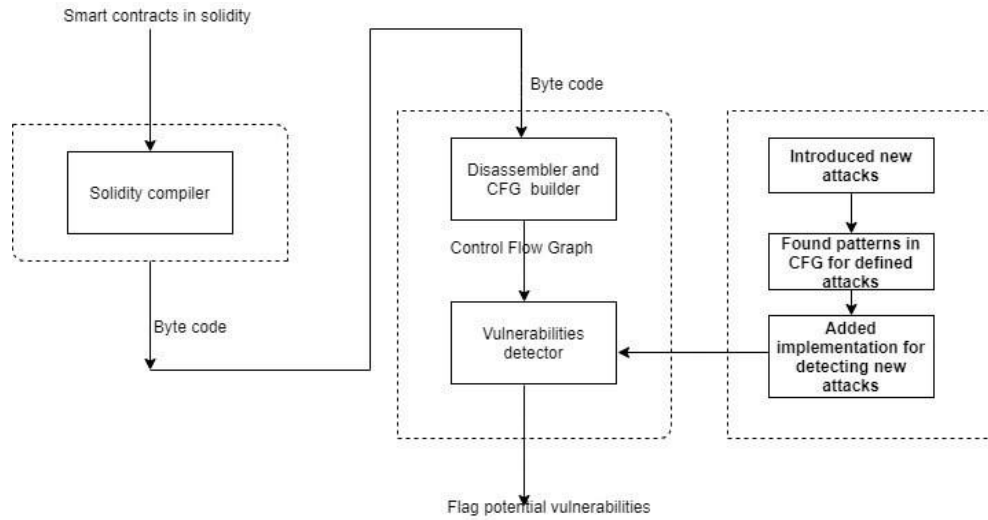 Smart contracts in solidity
Solidity compiler
Byte code
Byte code
Disassembler and
CFG builder
Control Flow Graph
Vulnerabilities
detector
Flag potential vulnerabilities
Introduced new
attacks
Found patterns in
CFG for defined
attacks
Added
implementation for
detecting new
attacks